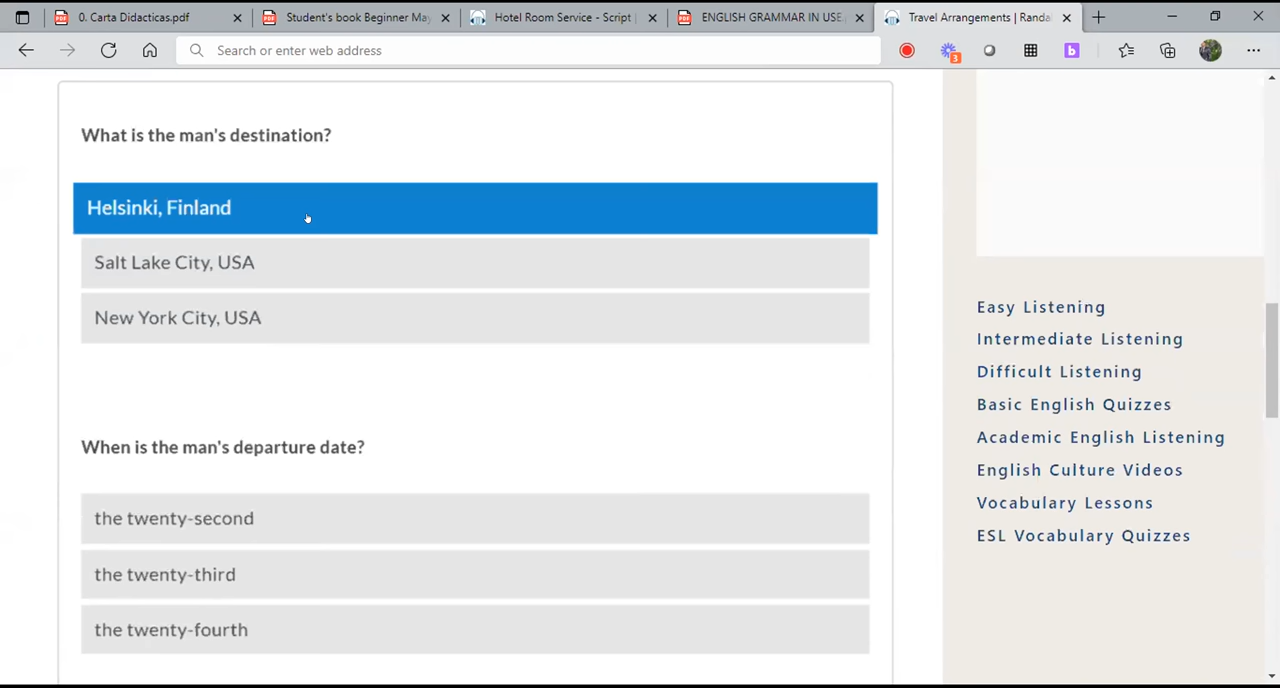 0. Carta Didacticas.pdf
Student's book Beginner Ma
Hotel Room Service - Script
ENGLISH GRAMMAR IN USE
Travel Arrangements | Randa
Search or enter web address
3
b
What is the man's destination?
Helsinki, Finland
Salt Lake City, USA
New York City, USA
When is the man's departure date?
the twenty-second
the twenty-third
the twenty-fourth
Easy Listening
Intermediate Listening
Difficult Listening
Basic English Quizzes
Academic English Listening
English Culture Videos
Vocabulary Lessons
ESL Vocabulary Quizzes